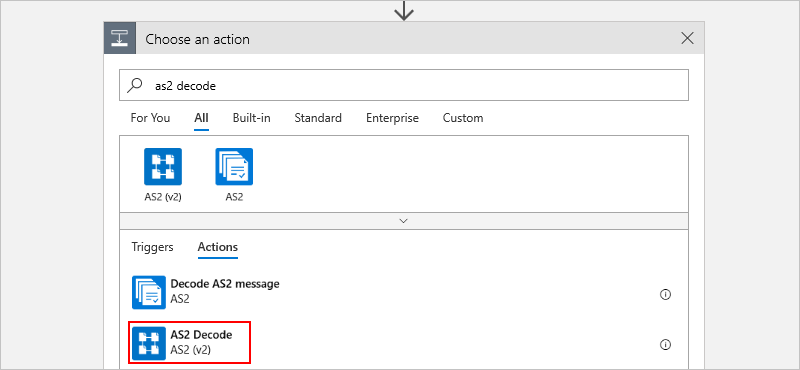 Choose an action
as2 decode
For You All Built-in Standard Enterprise Custom
AS2 (v2) AS2
Triggers Actions
Decode AS2 message
AS2
AS2 Decode
AS2 (v2)